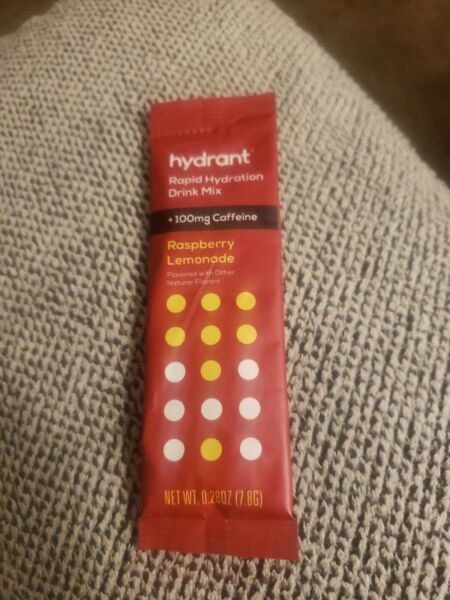 hydrant
Rapid Hydration
Drink Mix
+100mg Caffeine
Raspberry
Lemonade
Flavored with Other
Natural Flavors
NET WT. 0.28OZ (7.8G)